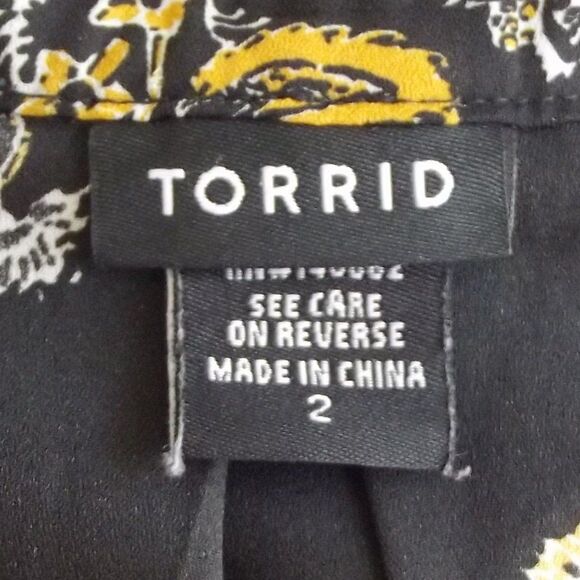 TORRID
SEE CARE
ON REVERSE
MADE IN CHINA
2